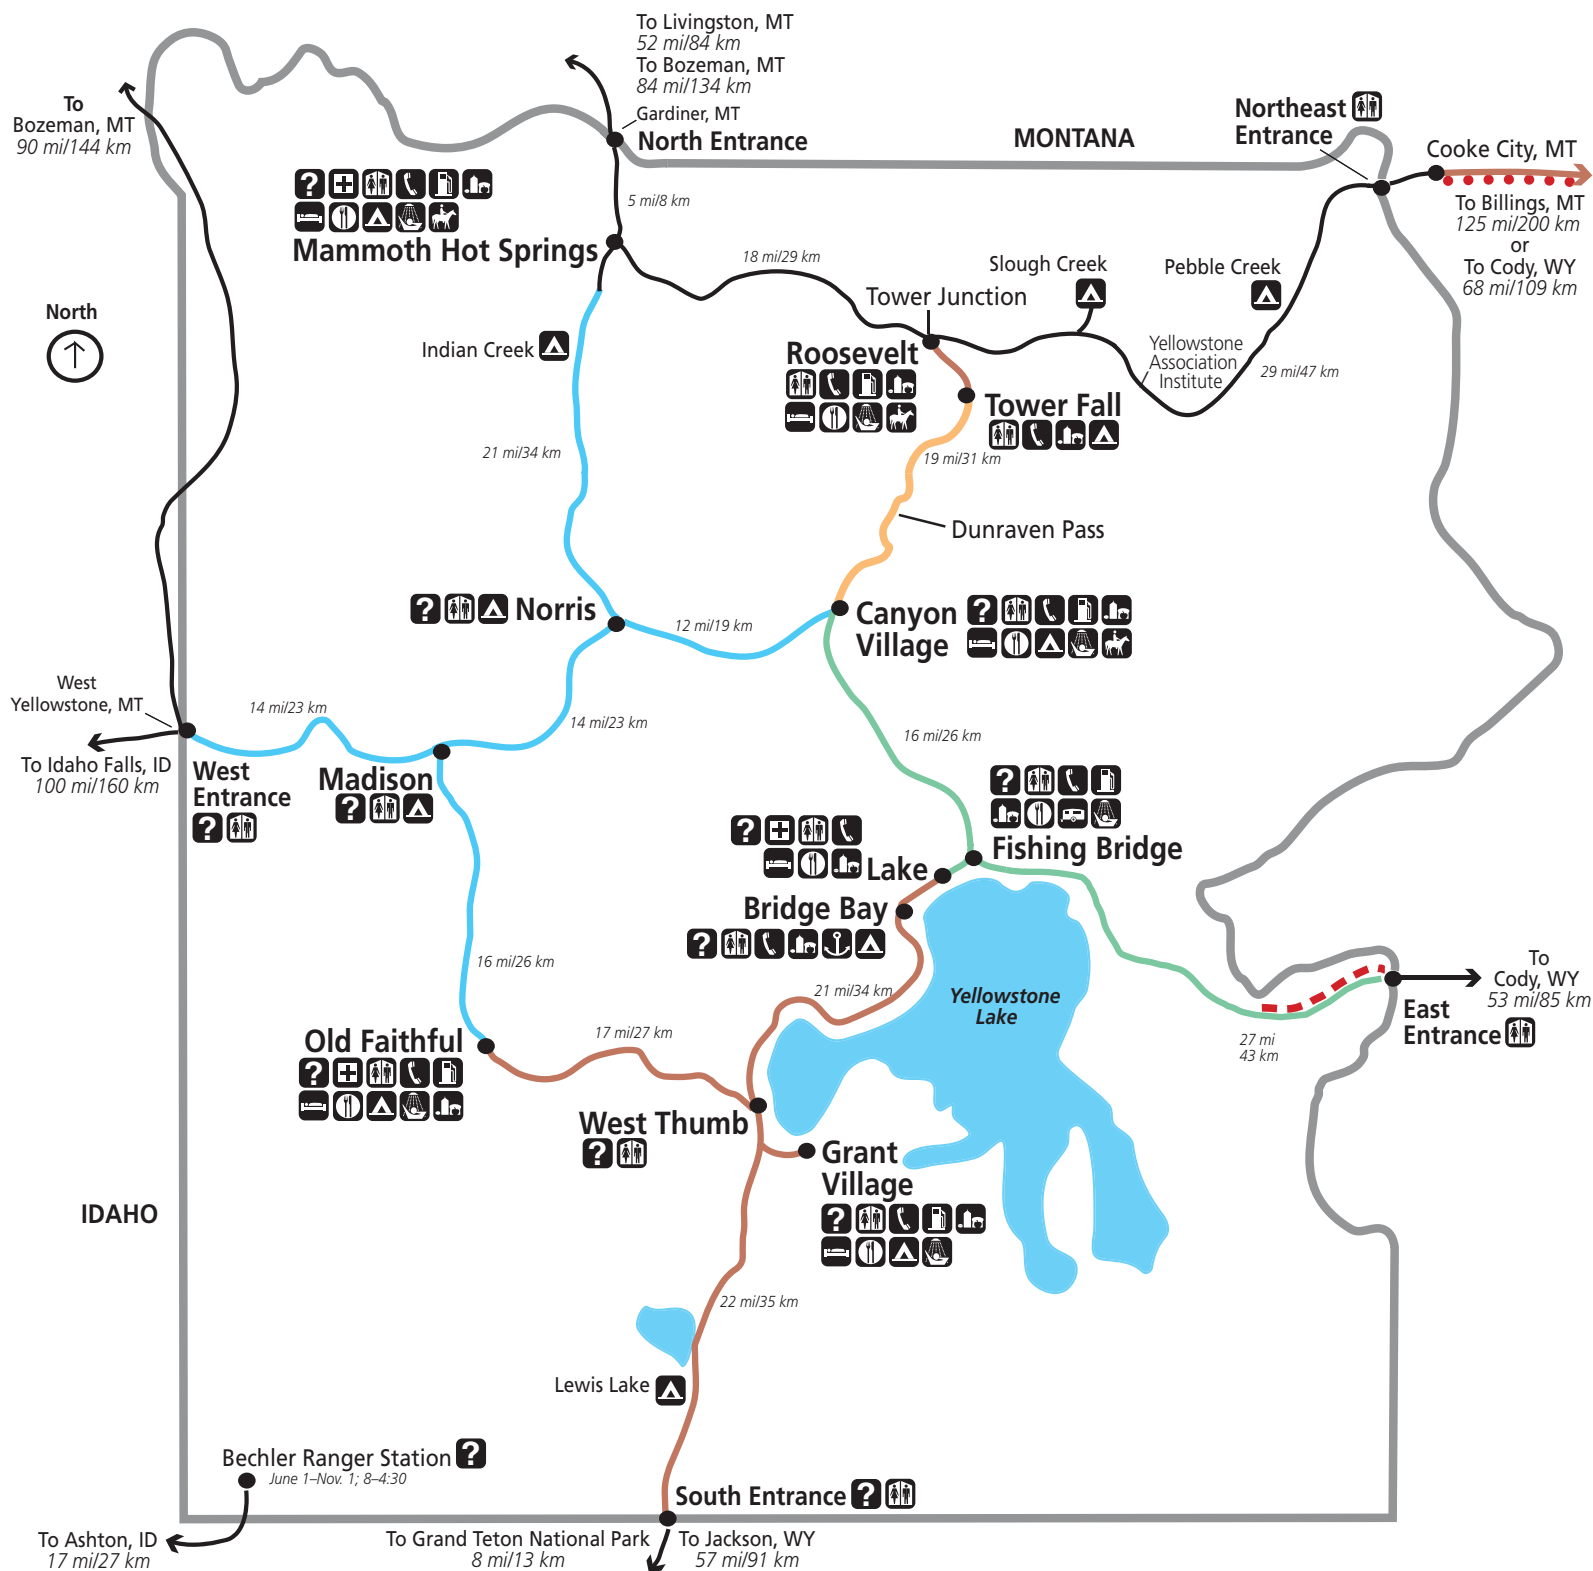 To Livingston, MT
52 mi/84 km
To Bozeman, MT
84 mi/134 km
Gardiner, MT
North Entrance
To
Bozeman, MT
90 mi/144 km
MONTANA
Northeast
Entrance
Cooke City, MT
To Billings, MT
125 mi/200 km
or
To Cody, WY
68 mi/109 km
5 mi/8 km
?
Mammoth Hot Springs
18 mi/29 km
Slough Creek
Pebble Creek
Tower Junction
North
Indian Creek
Roosevelt
Yellowstone
Association
Institute
29 mi/47 km
Tower Fall
21 mi/34 km
19 mi/31 km
Dunraven Pass
?
Norris
12 mi/19 km
Canyon
Village
?
West
Yellowstone, MT
14 mi/23 km
14 mi/23 km
16 mi/26 km
To Idaho Falls, ID
100 mi/160 km
West
Entrance
?
Madison
?
?
Fishing Bridge
?
Lake
Bridge Bay
?
16 mi/26 km
21 mi/34 km
Yellowstone
Lake
To
Cody, WY
53 mi/85 km
East
Entrance
27 mi
43 km
Old Faithful
?
17 mi/27 km
West Thumb
?
Grant
Village
?
IDAHO
22 mi/35 km
Lewis Lake
Bechler Ranger Station
?
June 1–Nov. 1; 8–4:30
South Entrance
?
To Ashton, ID
17 mi/27 km
To Grand Teton National Park
8 mi/13 km
To Jackson, WY
57 mi/91 km